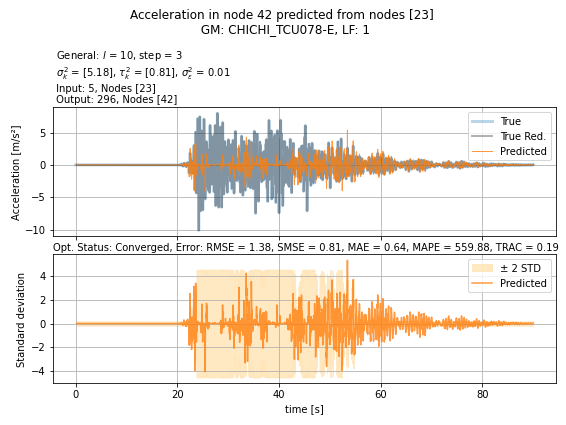 Acceleration in node 42 predicted from nodes [23]
GM: CHICHI_TCU078-E, LF: 1
General: l = 10, step = 3
σ²ₖ = [5.18], τ²ₖ = [0.81], σ²ε = 0.01
Input: 5, Nodes [23]
Output: 296, Nodes [42]
Acceleration [m/s²]
5
0
−5
−10
True
True Red.
Predicted
Opt. Status: Converged, Error: RMSE = 1.38, SMSE = 0.81, MAE = 0.64, MAPE = 559.88, TRAC = 0.19
Standard deviation
4
2
0
−2
−4
± 2 STD
Predicted
0 20 40 60 80
time [s]